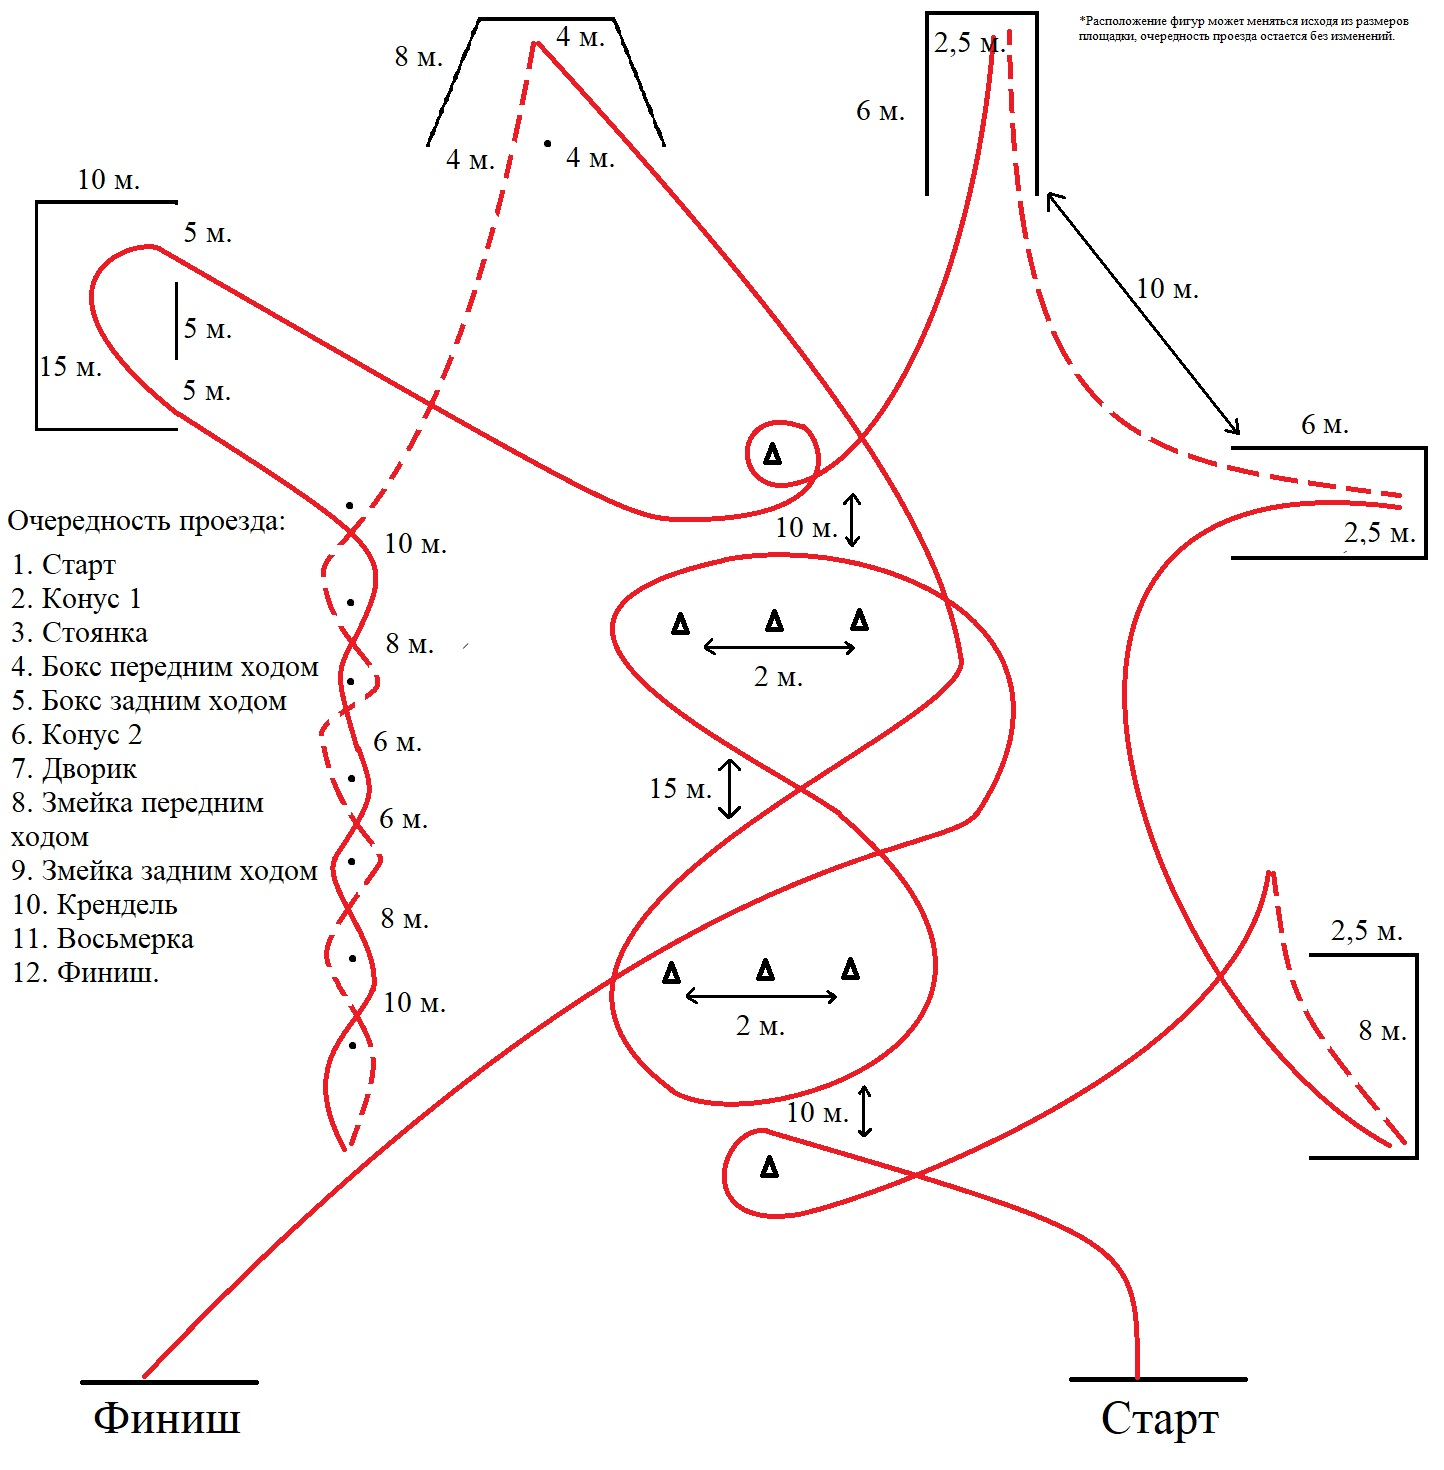 *Расположение фигур может меняться исходя из размеров
площадки, очередность проезда остается без изменений.
4 м.
8 м.
4 м.
4 м.
2,5 м.
6 м.
10 м.
10 м.
5 м.
5 м.
15 м.
5 м.
6 м.
2,5 м.
10 м.
Очередность проезда:
1. Старт
2. Конус 1
3. Стоянка
4. Бокс передним ходом
5. Бокс задним ходом
6. Конус 2
7. Дворик
8. Змейка передним
ходом
9. Змейка задним ходом
10. Крендель
11. Восьмерка
12. Финиш.
10 м.
8 м.
6 м.
6 м.
8 м.
10 м.
2 м.
15 м.
2 м.
10 м.
2,5 м.
8 м.
Финиш
Старт